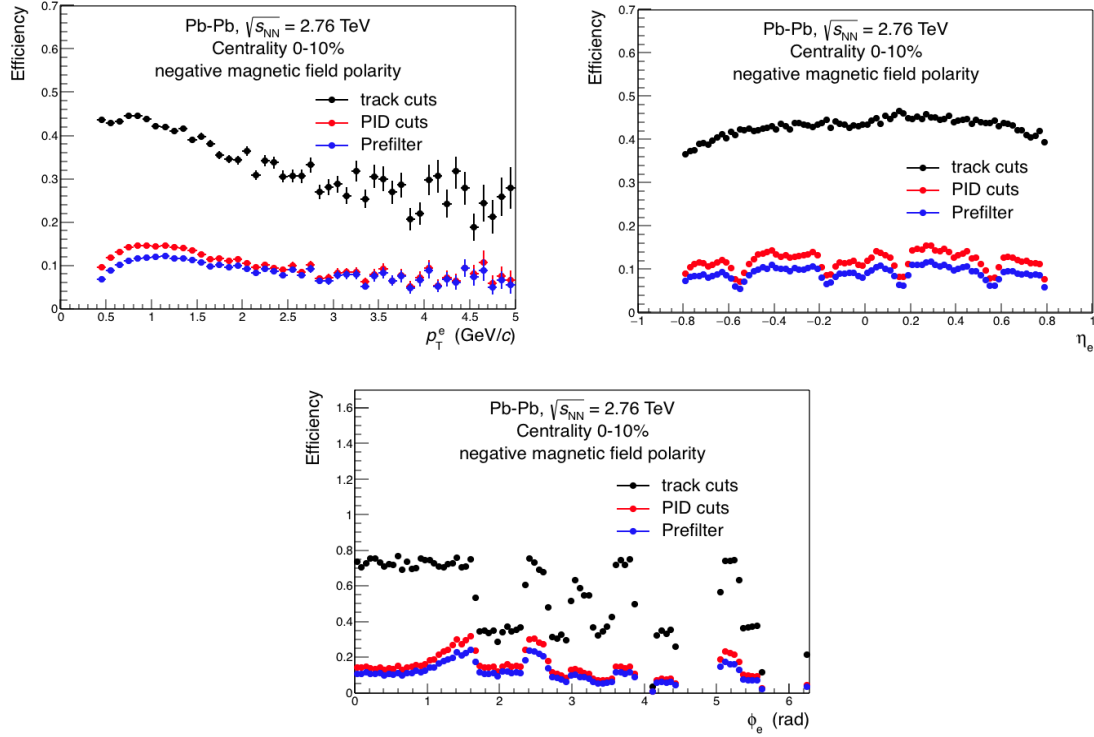 Efficiency
0.7
0.6
0.5
0.4
0.3
0.2
0.1
0
Pb-Pb, √sNN = 2.76 TeV
Centrality 0-10%
negative magnetic field polarity
track cuts
PID cuts
Prefilter
0 0.5 1 1.5 2 2.5 3 3.5 4 4.5 5
pTe (GeV/c)
Efficiency
0.7
0.6
0.5
0.4
0.3
0.2
0.1
0
Pb-Pb, √sNN = 2.76 TeV
Centrality 0-10%
negative magnetic field polarity
track cuts
PID cuts
Prefilter
−1 −0.8 −0.6 −0.4 −0.2 0 0.2 0.4 0.6 0.8 1
ηe
Efficiency
1.6
1.4
1.2
1
0.8
0.6
0.4
0.2
0
Pb-Pb, √sNN = 2.76 TeV
Centrality 0-10%
negative magnetic field polarity
track cuts
PID cuts
Prefilter
0 1 2 3 4 5 6
ϕe (rad)